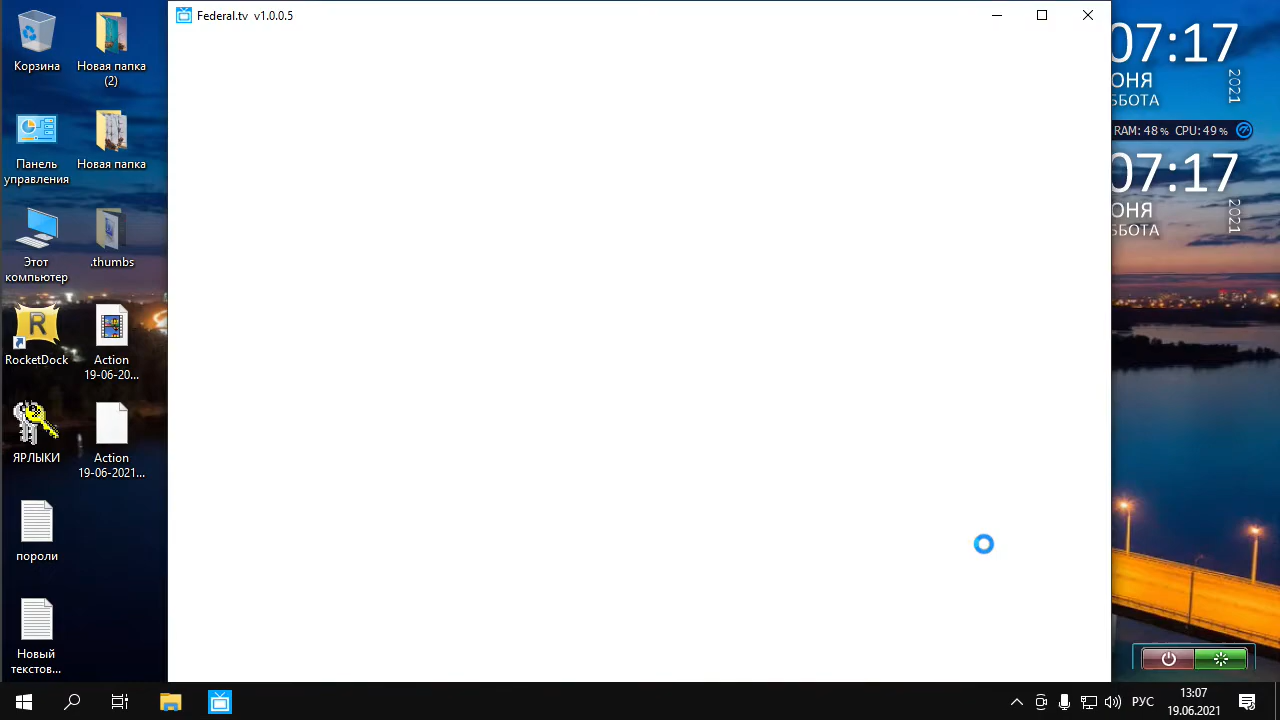 Federal.tv v1.0.0.5
Корзина
Новая папка
(2)
Панель
управления
Новая папка
Этот
компьютер
.thumbs
RocketDock
Action
19-06-20...
ЯРЛЫКИ
Action
19-06-2021...
пороли
Новый
текстов...
07:17
ОНЯ
2021
ББОТА
RAM: 48 % CPU: 49 %
07:17
ОНЯ
2021
ББОТА
РУС
13:07
19.06.2021